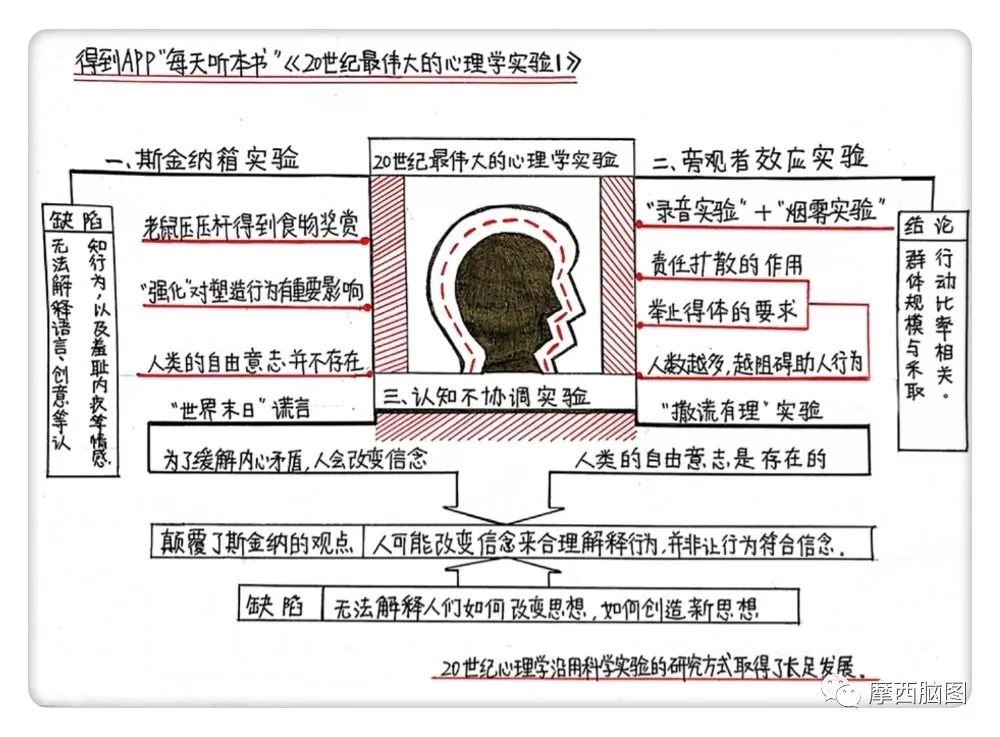 得到APP“每天听本书”《20世纪最伟大的心理学实验1》
20世纪最伟大的心理学实验
一、斯金纳箱实验
老鼠压压杆得到食物奖赏
“强化”对塑造行为有重要影响
人类的自由意志并不存在
缺陷
无法解释语言、创意等认
知行为，以及羞耻内疚等情感
二、旁观者效应实验
“录音实验”+“烟雾实验”
责任扩散的作用
举止得体的要求
人数越多，越阻碍助人行为
结论
群体规模与采取
行动比率相关。
三、认知不协调实验
“世界末日”谎言
为了缓解内心矛盾，人会改变信念
“撒谎有理”实验
人类的自由意志是存在的
颠覆了斯金纳的观点
人可能改变信念来合理解释行为，并非让行为符合信念。
缺陷
无法解释人们如何改变思想，如何创造新思想
20世纪心理学沿用科学实验的研究方式取得了长足发展。
摩西脑图